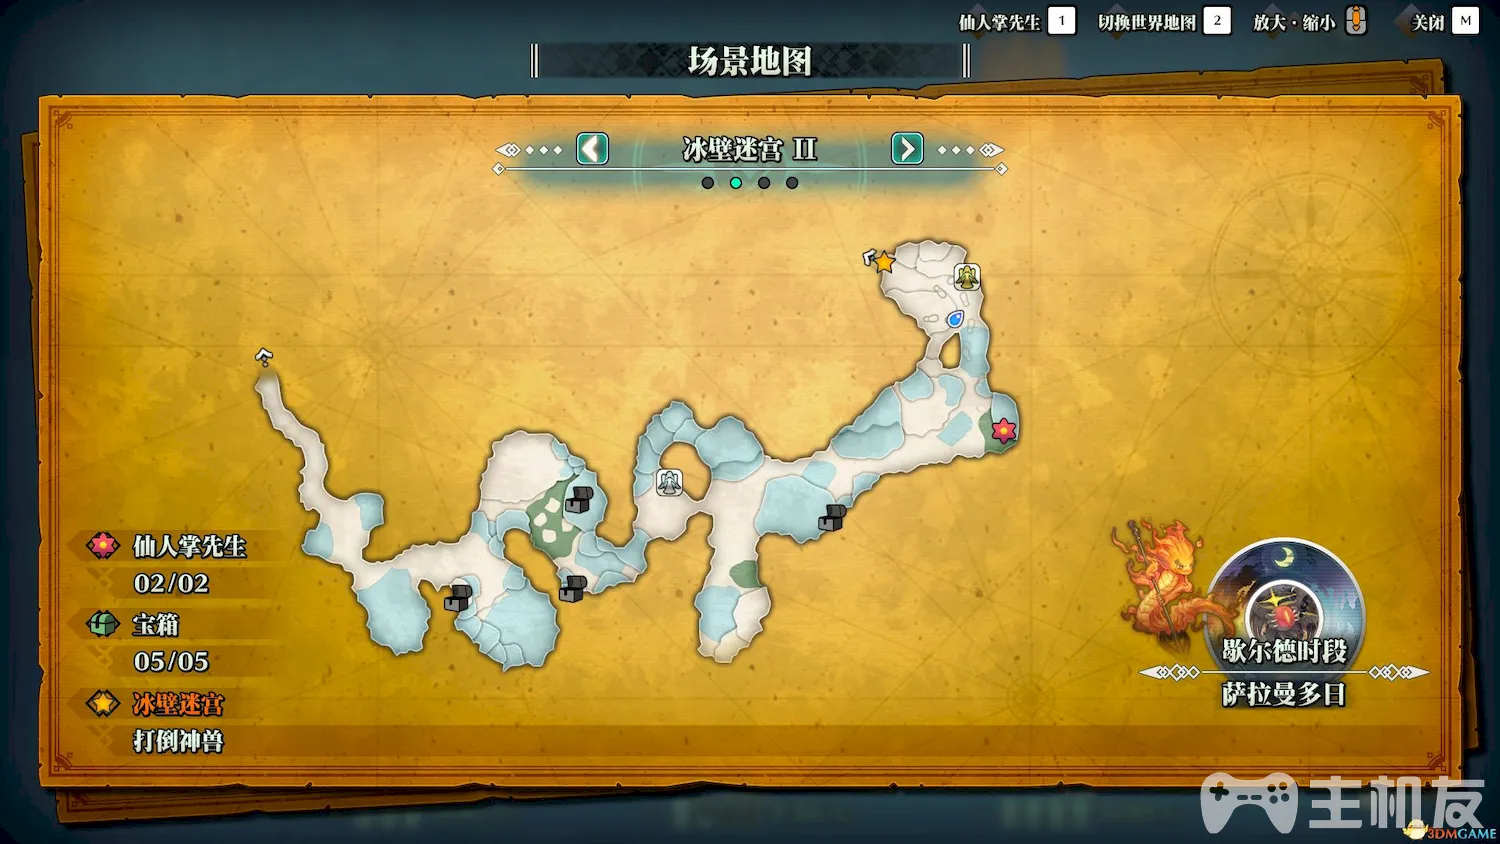 仙人掌先生 1 切换世界地图 2 放大·缩小 关闭 M
场景地图
冰壁迷宫 II
仙人掌先生
02/02
宝箱
05/05
冰壁迷宫
打倒神兽
歇尔德时段
萨拉曼多日
主机友
3DMGAME